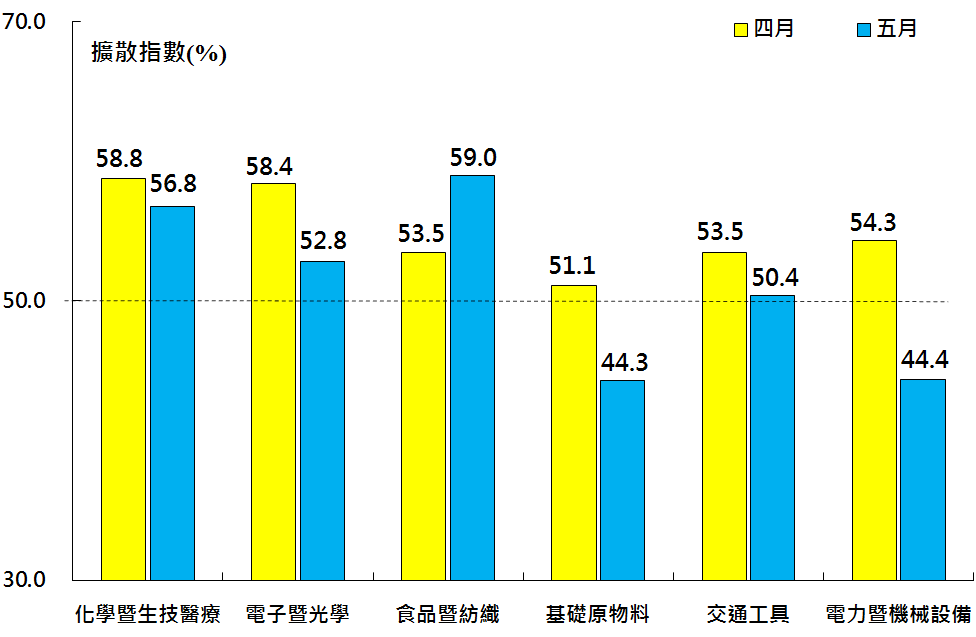 70.0
擴散指數(%)
四月
五月
58.8
56.8
58.4
52.8
53.5
59.0
51.1
44.3
53.5
50.4
54.3
44.4
50.0
30.0
化學暨生技醫療
電子暨光學
食品暨紡織
基礎原物料
交通工具
電力暨機械設備